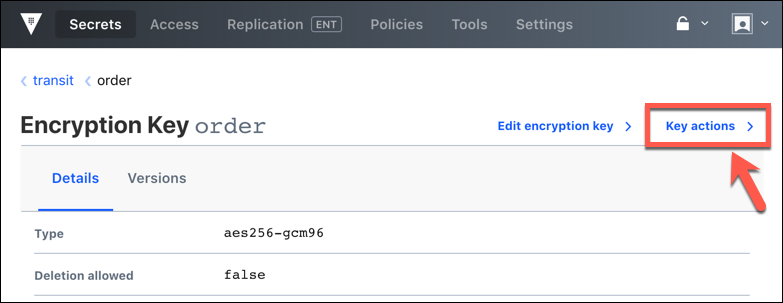 Secrets Access Replication ENT Policies Tools Settings
transit order
Encryption Key order
Edit encryption key Key actions
Details Versions
Type aes256-gcm96
Deletion allowed false